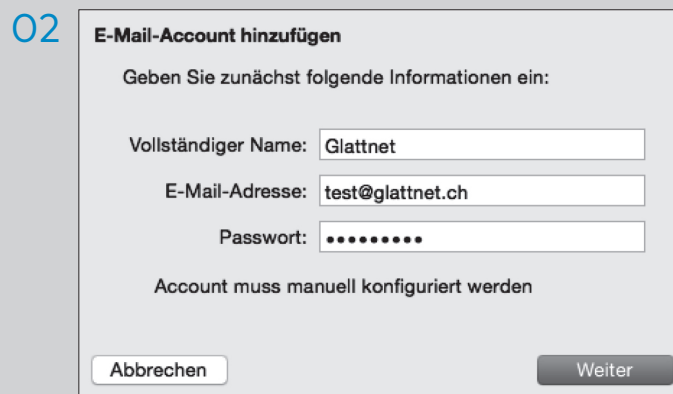 02
E-Mail-Account hinzufügen
Geben Sie zunächst folgende Informationen ein:
Vollständiger Name: Glattnet
E-Mail-Adresse: test@glattnet.ch
Passwort: •••••••••
Account muss manuell konfiguriert werden
Abbrechen Weiter